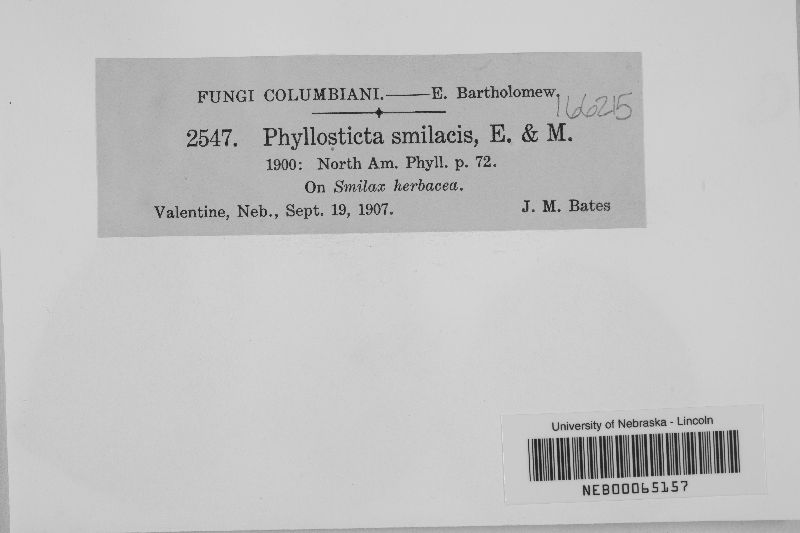 FUNGI COLUMBIANI.——E. Bartholomew.
166215
2547. Phyllosticta smilacis, E. & M.
1900: North Am. Phyll. p. 72.
On Smilax herbacea.
Valentine, Neb., Sept. 19, 1907. J. M. Bates
University of Nebraska - Lincoln
NEB00065157